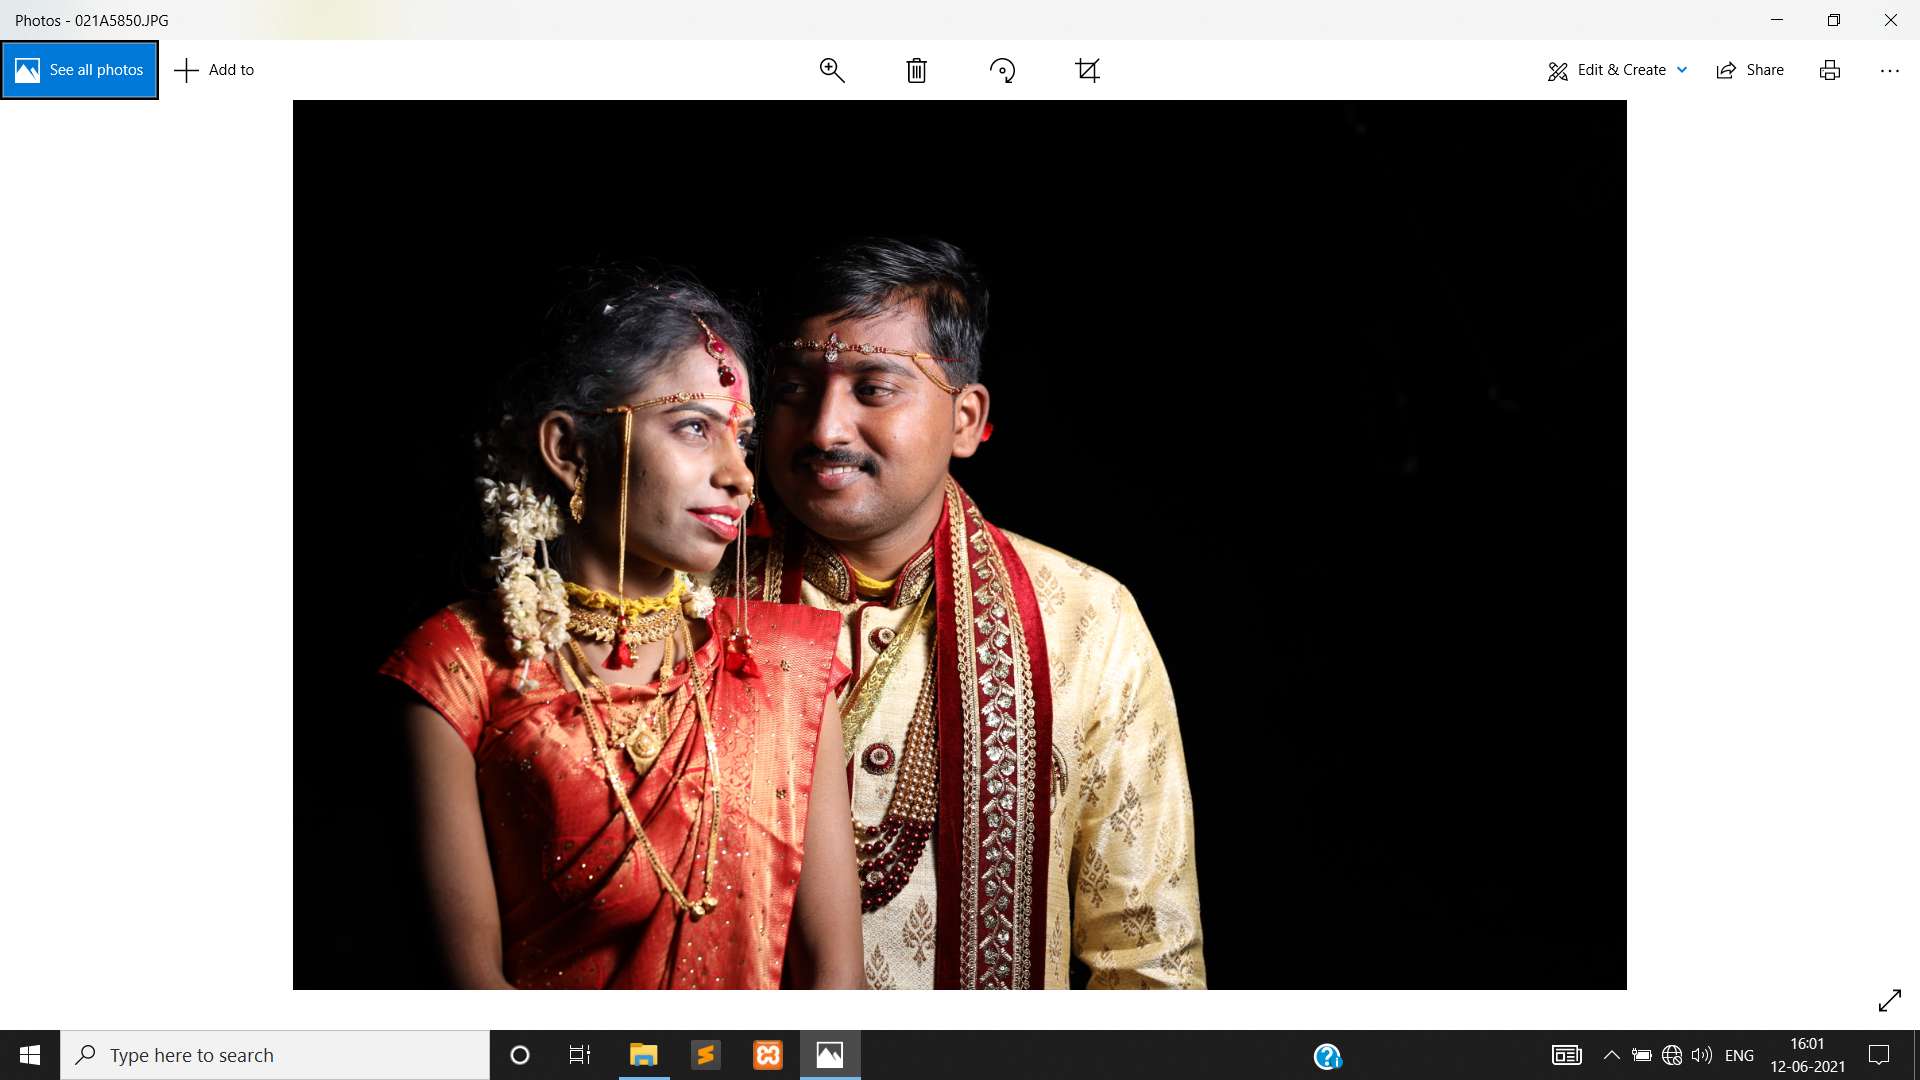 Photos - 021A5850.JPG
See all photos
Add to
Edit & Create
Share
Type here to search
ENG
16:01
12-06-2021